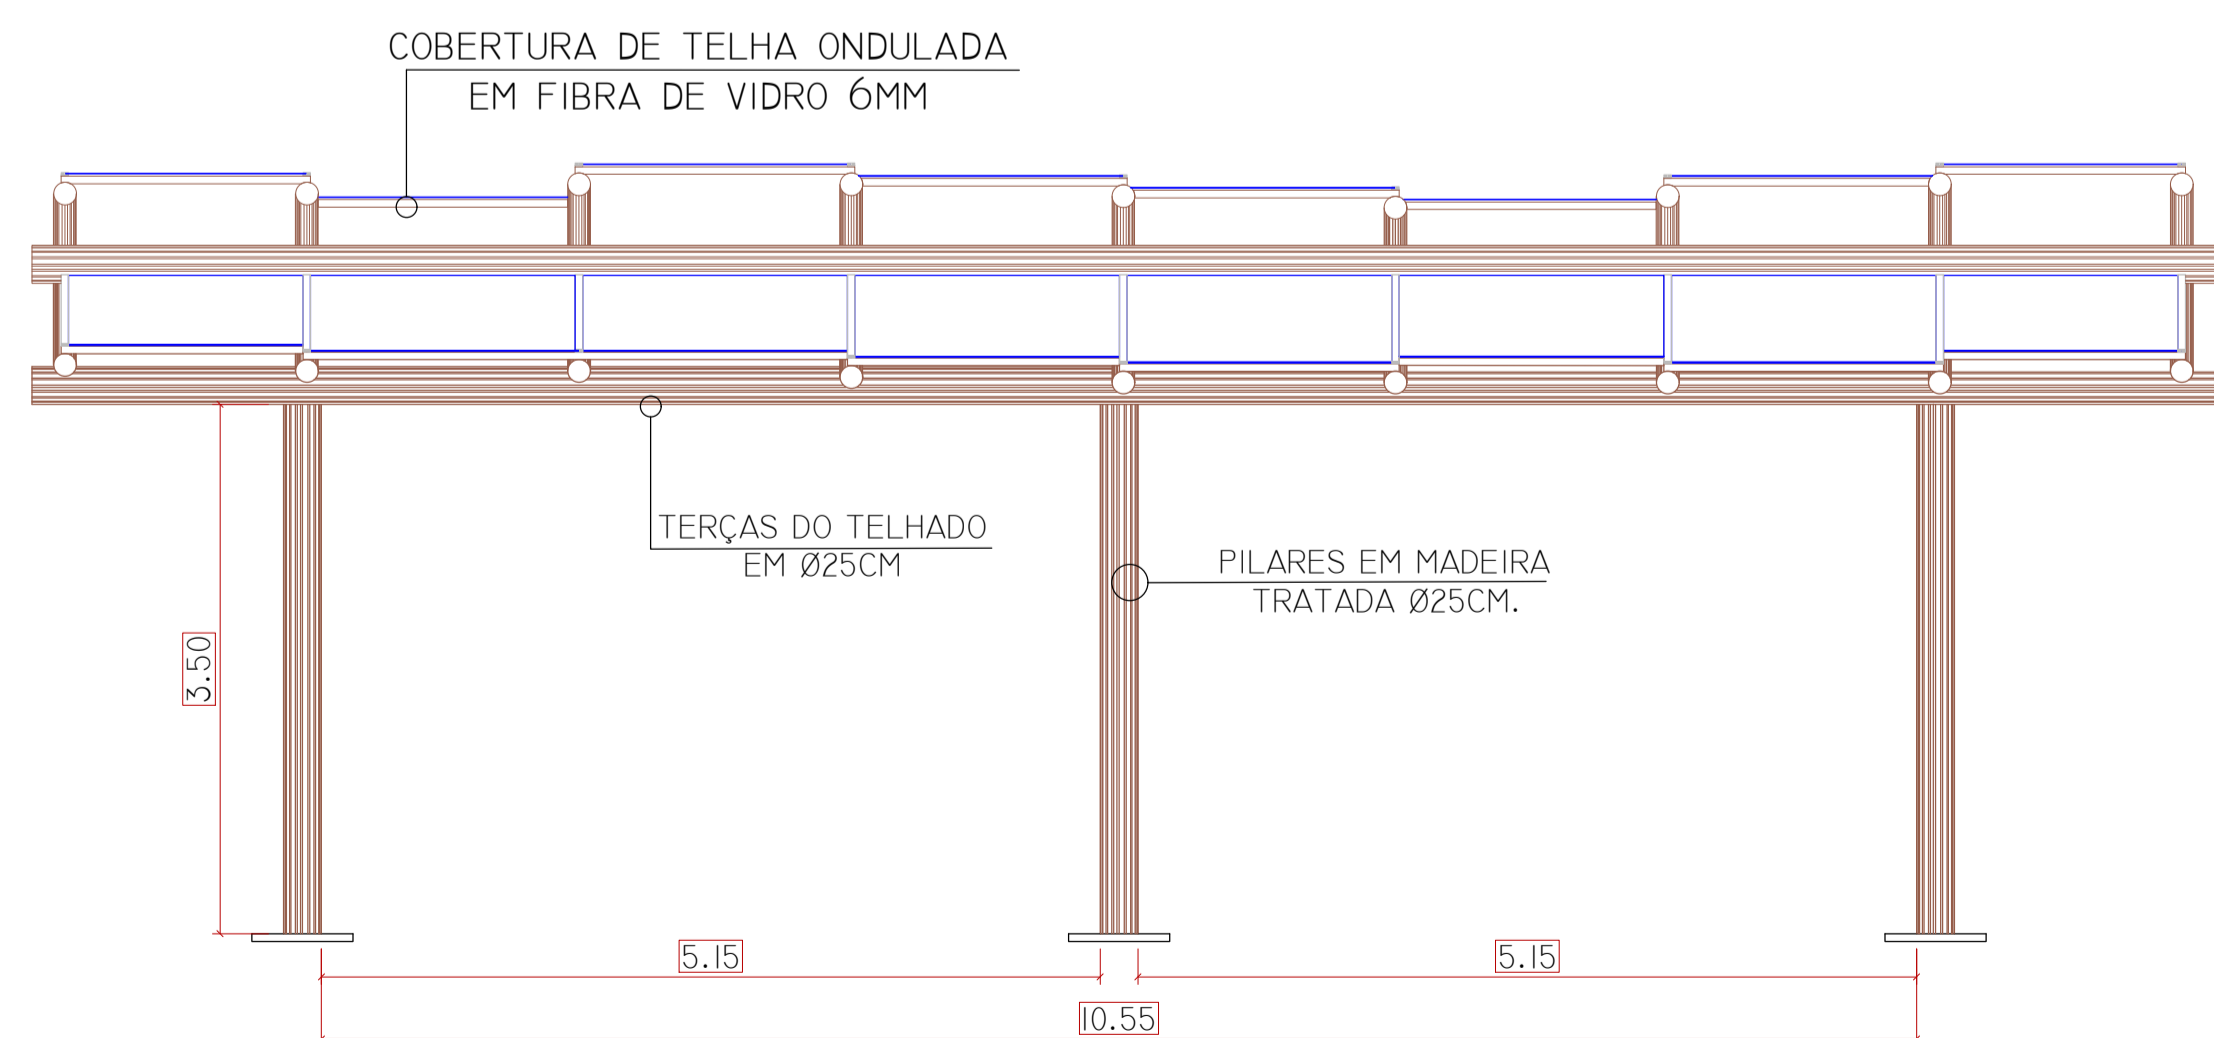 COBERTURA DE TELHA ONDULADA
EM FIBRA DE VIDRO 6MM
TERÇAS DO TELHADO
EM Ø25CM
PILARES EM MADEIRA
TRATADA Ø25CM.
3.50
5.15
5.15
10.55